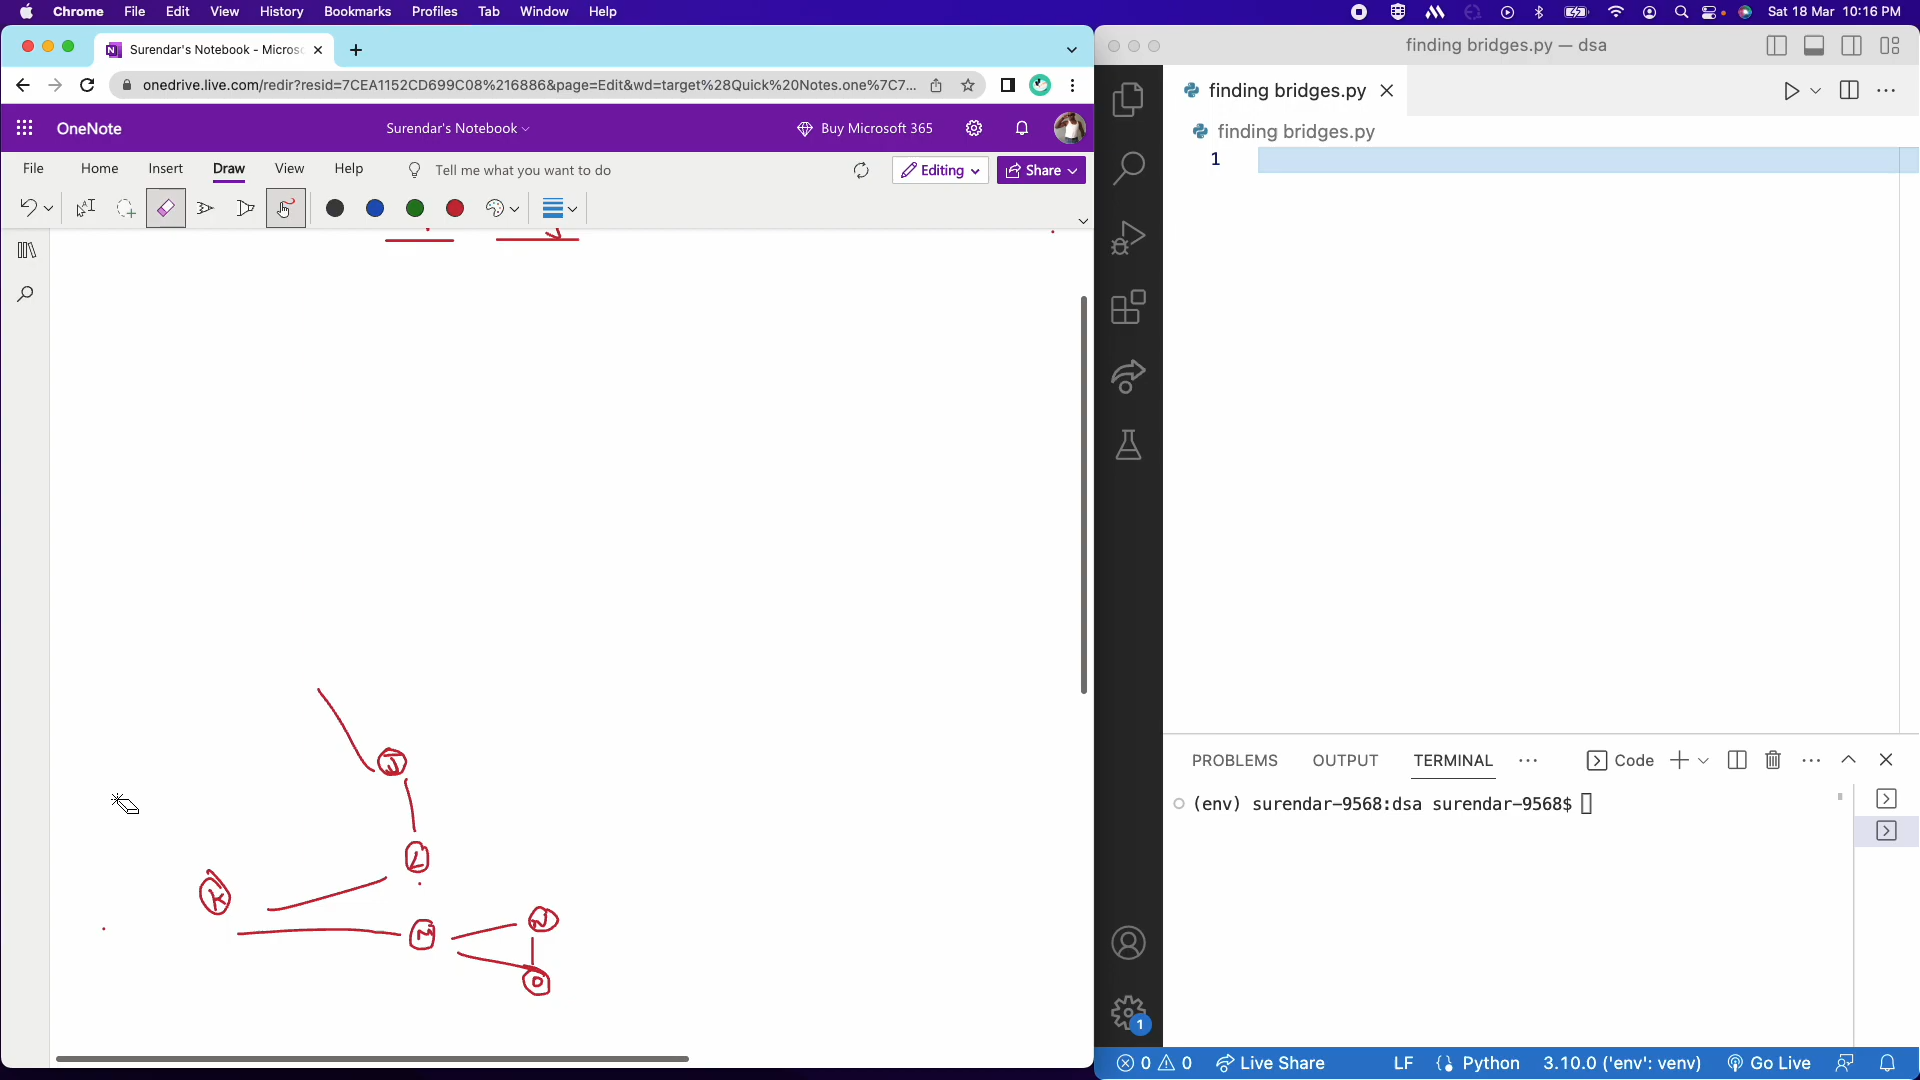 Chrome File Edit View History Bookmarks Profiles Tab Window Help Sat 18 Mar 10:16 PM
Surendar's Notebook - Micros
onedrive.live.com/redir?resid=7CEA1152CD699C08%216886&page=Edit&wd=target%28Quick%20Notes.one%7C7...
OneNote Surendar's Notebook Buy Microsoft 365
File Home Insert Draw View Help Tell me what you want to do Editing Share
J
L
K
M
N
O
finding bridges.py — dsa
finding bridges.py
finding bridges.py
1
PROBLEMS OUTPUT TERMINAL Code
(env) surendar-9568:dsa surendar-9568$
1
0 0 Live Share LF Python 3.10.0 ('env': venv) Go Live